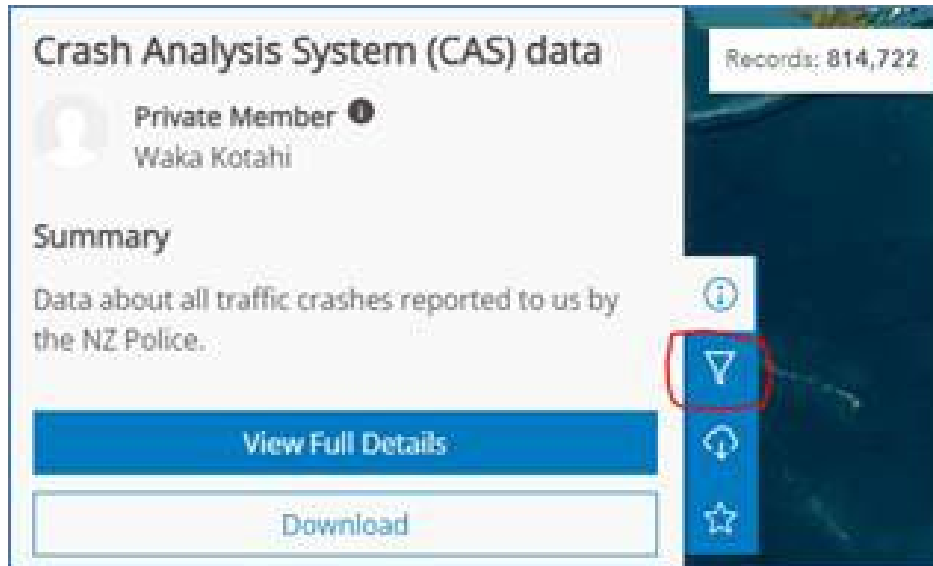 Crash Analysis System (CAS) data
Records: 814,722
Private Member
Waka Kotahi
Summary
Data about all traffic crashes reported to us by
the NZ Police.
View Full Details
Download